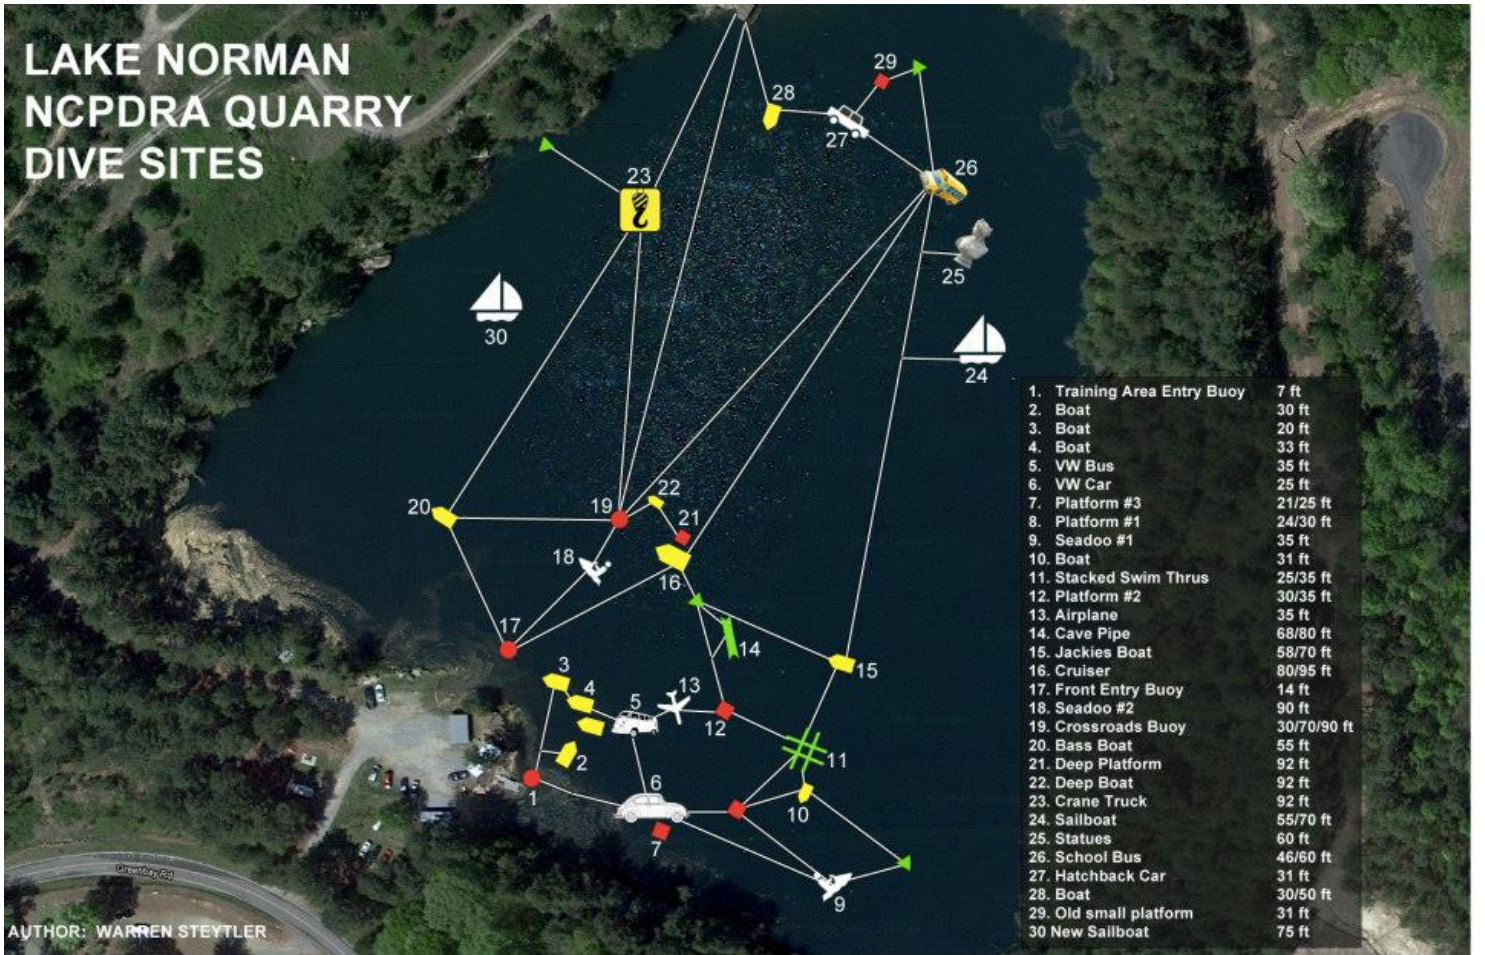 LAKE NORMAN
NCPDRA QUARRY
DIVE SITES
29
28
27
26
23
25
30
24
22
20
19
21
18
16
17
14
15
3
4
13
5
12
2
11
6
1
10
7
9
1. Training Area Entry Buoy 7 ft
2. Boat 30 ft
3. Boat 20 ft
4. Boat 33 ft
5. VW Bus 35 ft
6. VW Car 25 ft
7. Platform #3 21/25 ft
8. Platform #1 24/30 ft
9. Seadoo #1 35 ft
10. Boat 31 ft
11. Stacked Swim Thrus 25/35 ft
12. Platform #2 30/35 ft
13. Airplane 35 ft
14. Cave Pipe 68/80 ft
15. Jackies Boat 58/70 ft
16. Cruiser 80/95 ft
17. Front Entry Buoy 14 ft
18. Seadoo #2 90 ft
19. Crossroads Buoy 30/70/90 ft
20. Bass Boat 55 ft
21. Deep Platform 92 ft
22. Deep Boat 92 ft
23. Crane Truck 92 ft
24. Sailboat 55/70 ft
25. Statues 60 ft
26. School Bus 46/60 ft
27. Hatchback Car 31 ft
28. Boat 30/50 ft
29. Old small platform 31 ft
30 New Sailboat 75 ft
Greenbay Rd
AUTHOR: WARREN STEYTLER